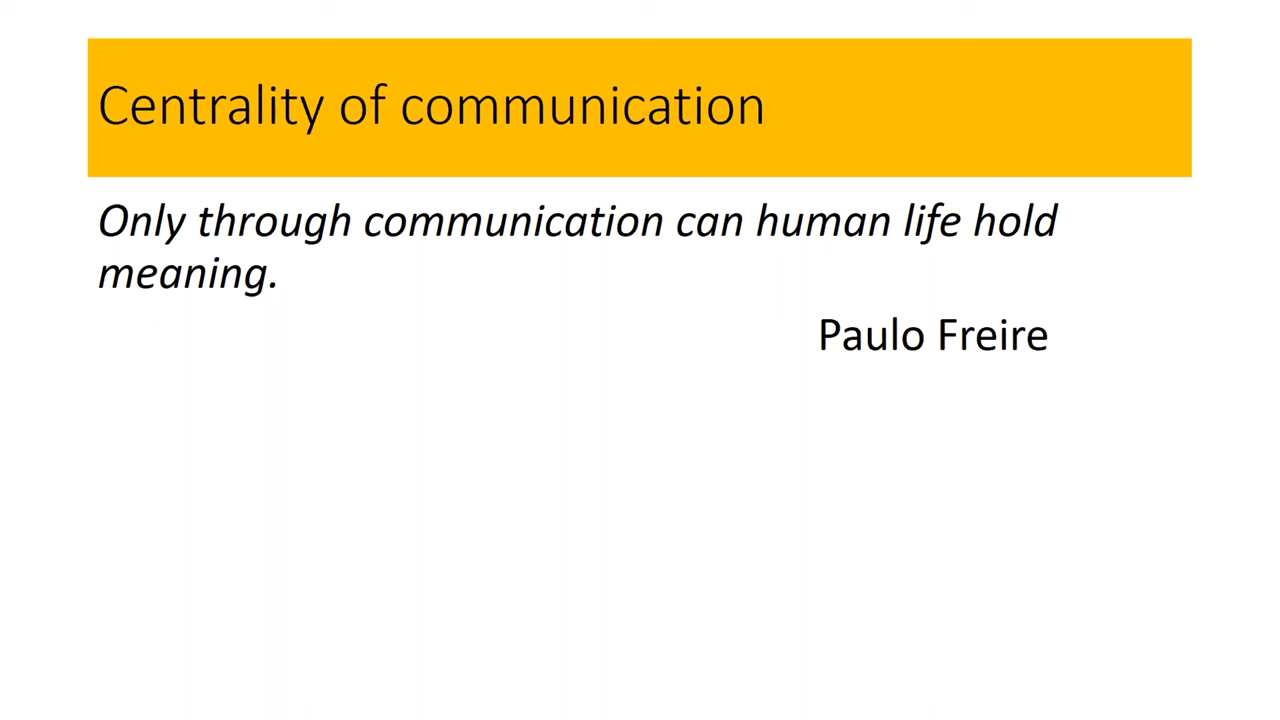 Centrality of communication
Only through communication can human life hold
meaning.
Paulo Freire